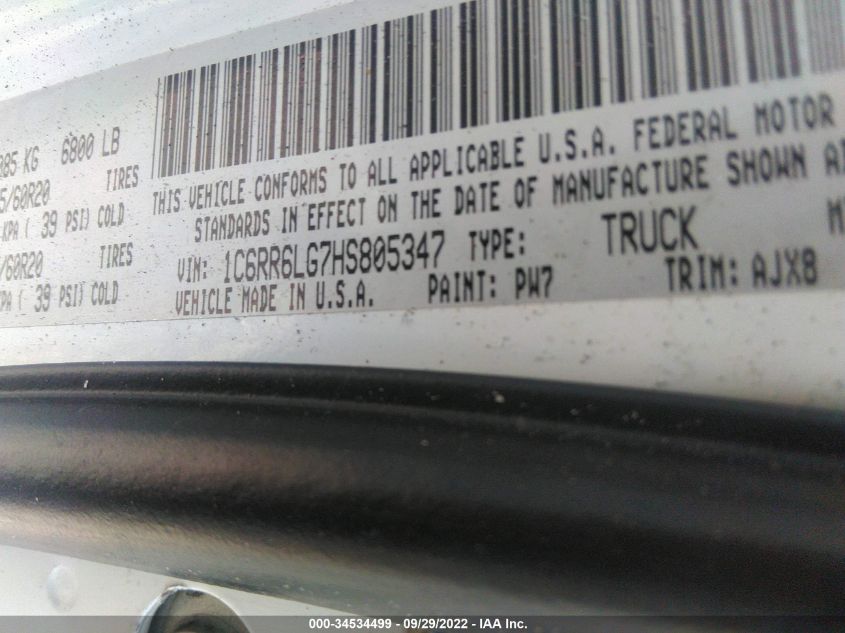 085 KG 6800 LB
5/60R20 TIRES
KPA ( 39 PSI) COLD
/60R20 TIRES
KPA ( 39 PSI) COLD
THIS VEHICLE CONFORMS TO ALL APPLICABLE U.S.A. FEDERAL MOTOR
STANDARDS IN EFFECT ON THE DATE OF MANUFACTURE SHOWN
VIN: 1C6RR6LG7HS805347 TYPE: TRUCK
VEHICLE MADE IN U.S.A. PAINT: PW7 TRIM: AJX8
000-34534499 - 09/29/2022 - IAA Inc.